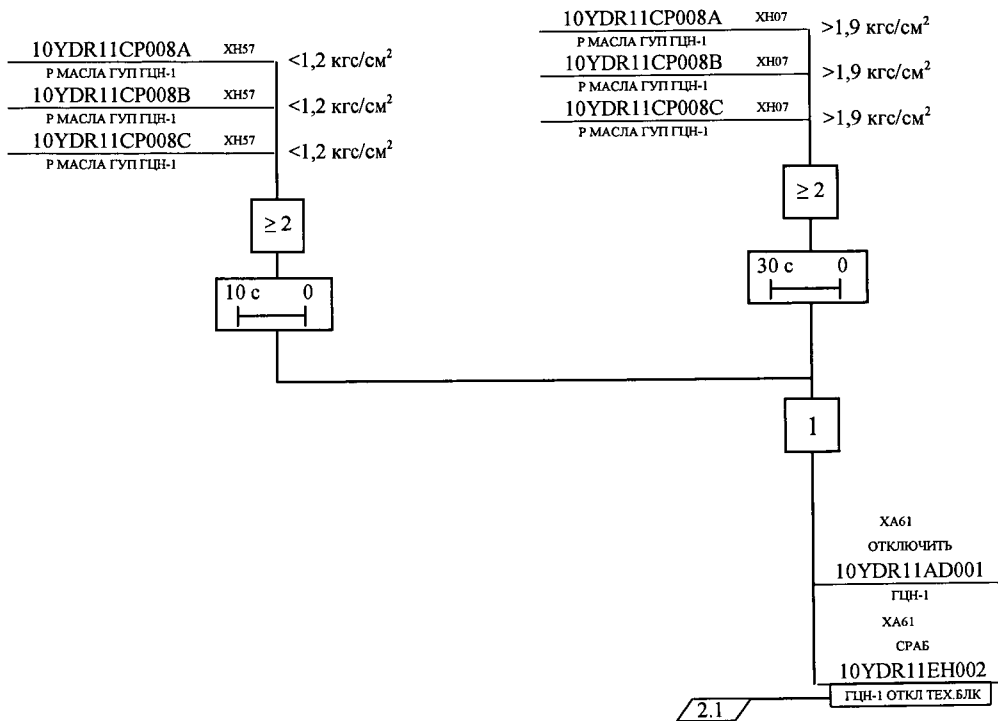 10YDR11CP008A XH57 <1,2 кгс/см²
Р МАСЛА ГУП ГЦН-1
10YDR11CP008B XH57 <1,2 кгс/см²
Р МАСЛА ГУП ГЦН-1
10YDR11CP008C XH57 <1,2 кгс/см²
Р МАСЛА ГУП ГЦН-1
≥ 2
10 с 0
10YDR11CP008A XH07 >1,9 кгс/см²
Р МАСЛА ГУП ГЦН-1
10YDR11CP008B XH07 >1,9 кгс/см²
Р МАСЛА ГУП ГЦН-1
10YDR11CP008C XH07 >1,9 кгс/см²
Р МАСЛА ГУП ГЦН-1
≥ 2
30 с 0
1
XA61
ОТКЛЮЧИТЬ
10YDR11AD001
ГЦН-1
XA61
СРАБ
10YDR11EH002
ГЦН-1 ОТКЛ ТЕХ.БЛК
2.1